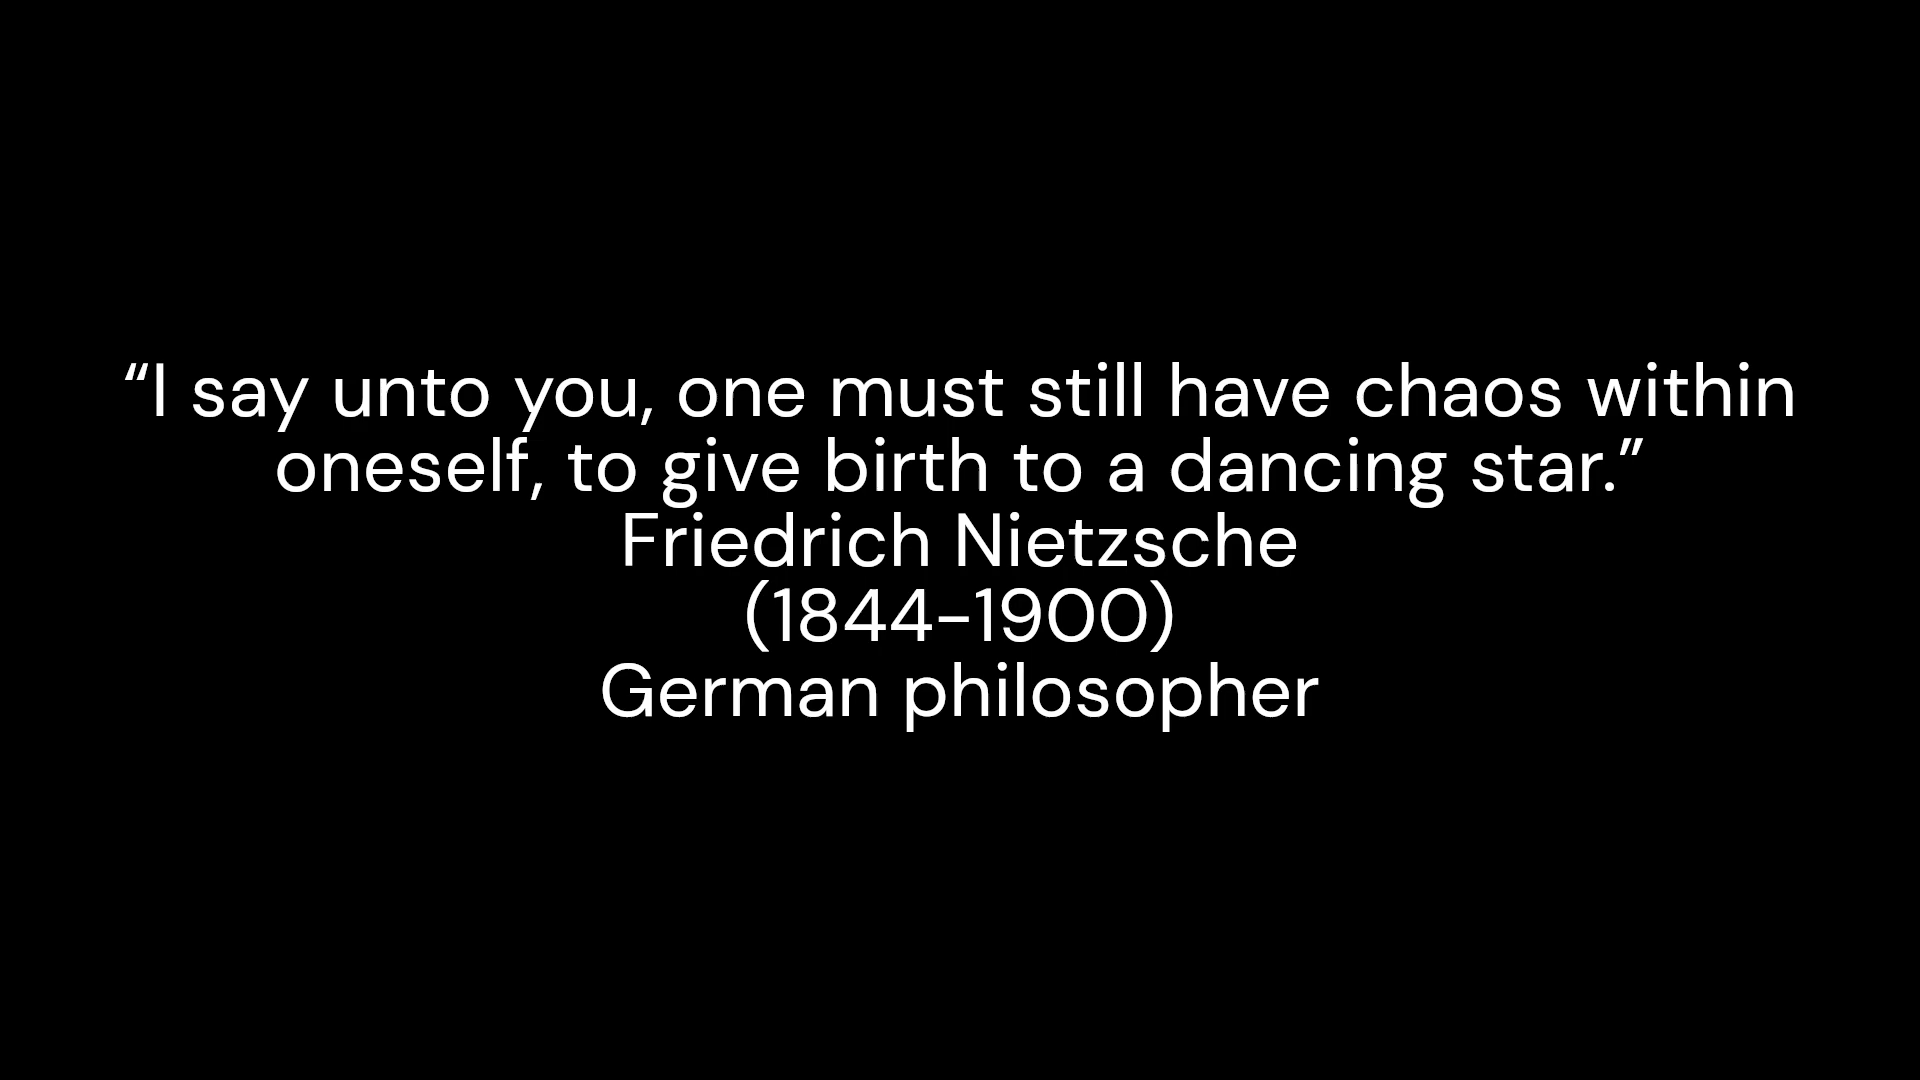 “I say unto you, one must still have chaos within
oneself, to give birth to a dancing star.”
Friedrich Nietzsche
(1844–1900)
German philosopher